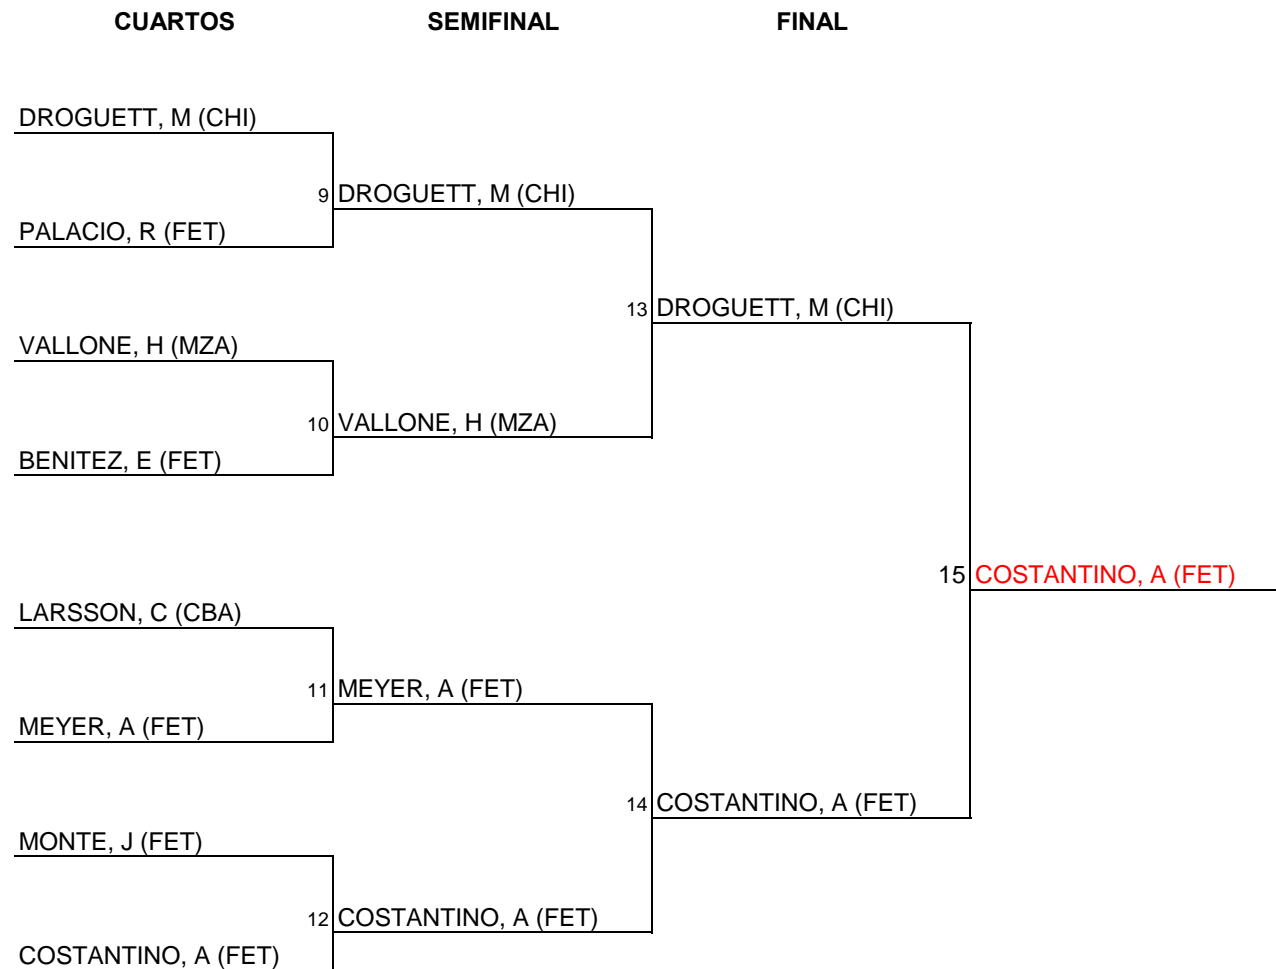 CUARTOS SEMIFINAL FINAL
DROGUETT, M (CHI)
9 DROGUETT, M (CHI)
PALACIO, R (FET)
13 DROGUETT, M (CHI)
VALLONE, H (MZA)
10 VALLONE, H (MZA)
BENITEZ, E (FET)
15 COSTANTINO, A (FET)
LARSSON, C (CBA)
11 MEYER, A (FET)
MEYER, A (FET)
14 COSTANTINO, A (FET)
MONTE, J (FET)
12 COSTANTINO, A (FET)
COSTANTINO, A (FET)